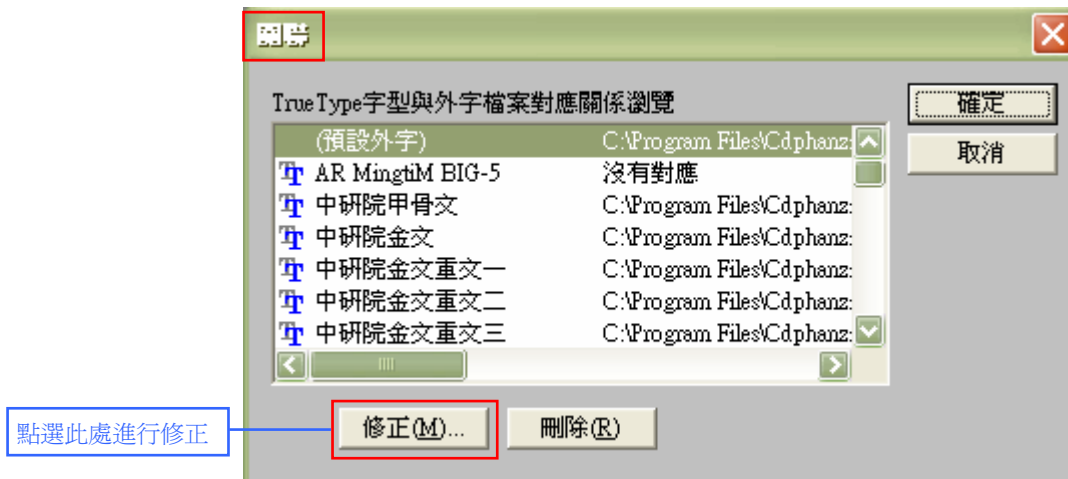 關聯
TrueType字型與外字檔案對應關係瀏覽
確定
取消
(預設外字) C:\Program Files\Cdphanz:
AR MingtiM BIG-5 沒有對應
中研院甲骨文 C:\Program Files\Cdphanz:
中研院金文 C:\Program Files\Cdphanz:
中研院金文重文一 C:\Program Files\Cdphanz:
中研院金文重文二 C:\Program Files\Cdphanz:
中研院金文重文三 C:\Program Files\Cdphanz:
點選此處進行修正
修正(M)... 刪除(R)